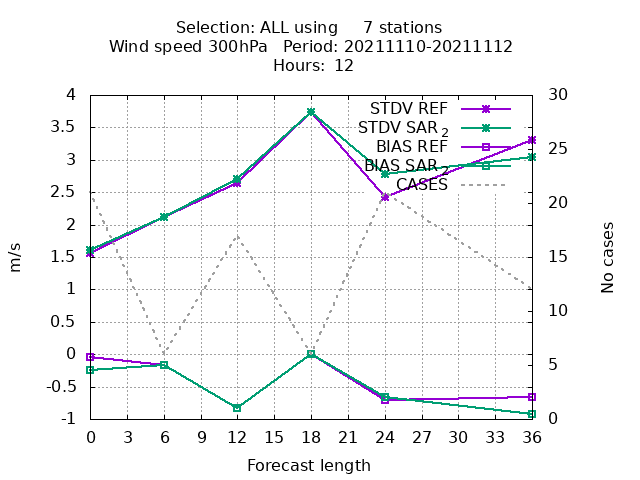 Selection: ALL using     7 stations
Wind speed 300hPa   Period: 20211110-20211112
Hours: 12
4
3.5
3
2.5
2
1.5
1
0.5
0
-0.5
-1
m/s
STDV REF
STDV SAR 2
BIAS REF
BIAS SAR 2
CASES
30
25
20
15
10
5
0
No cases
0 3 6 9 12 15 18 21 24 27 30 33 36
Forecast length